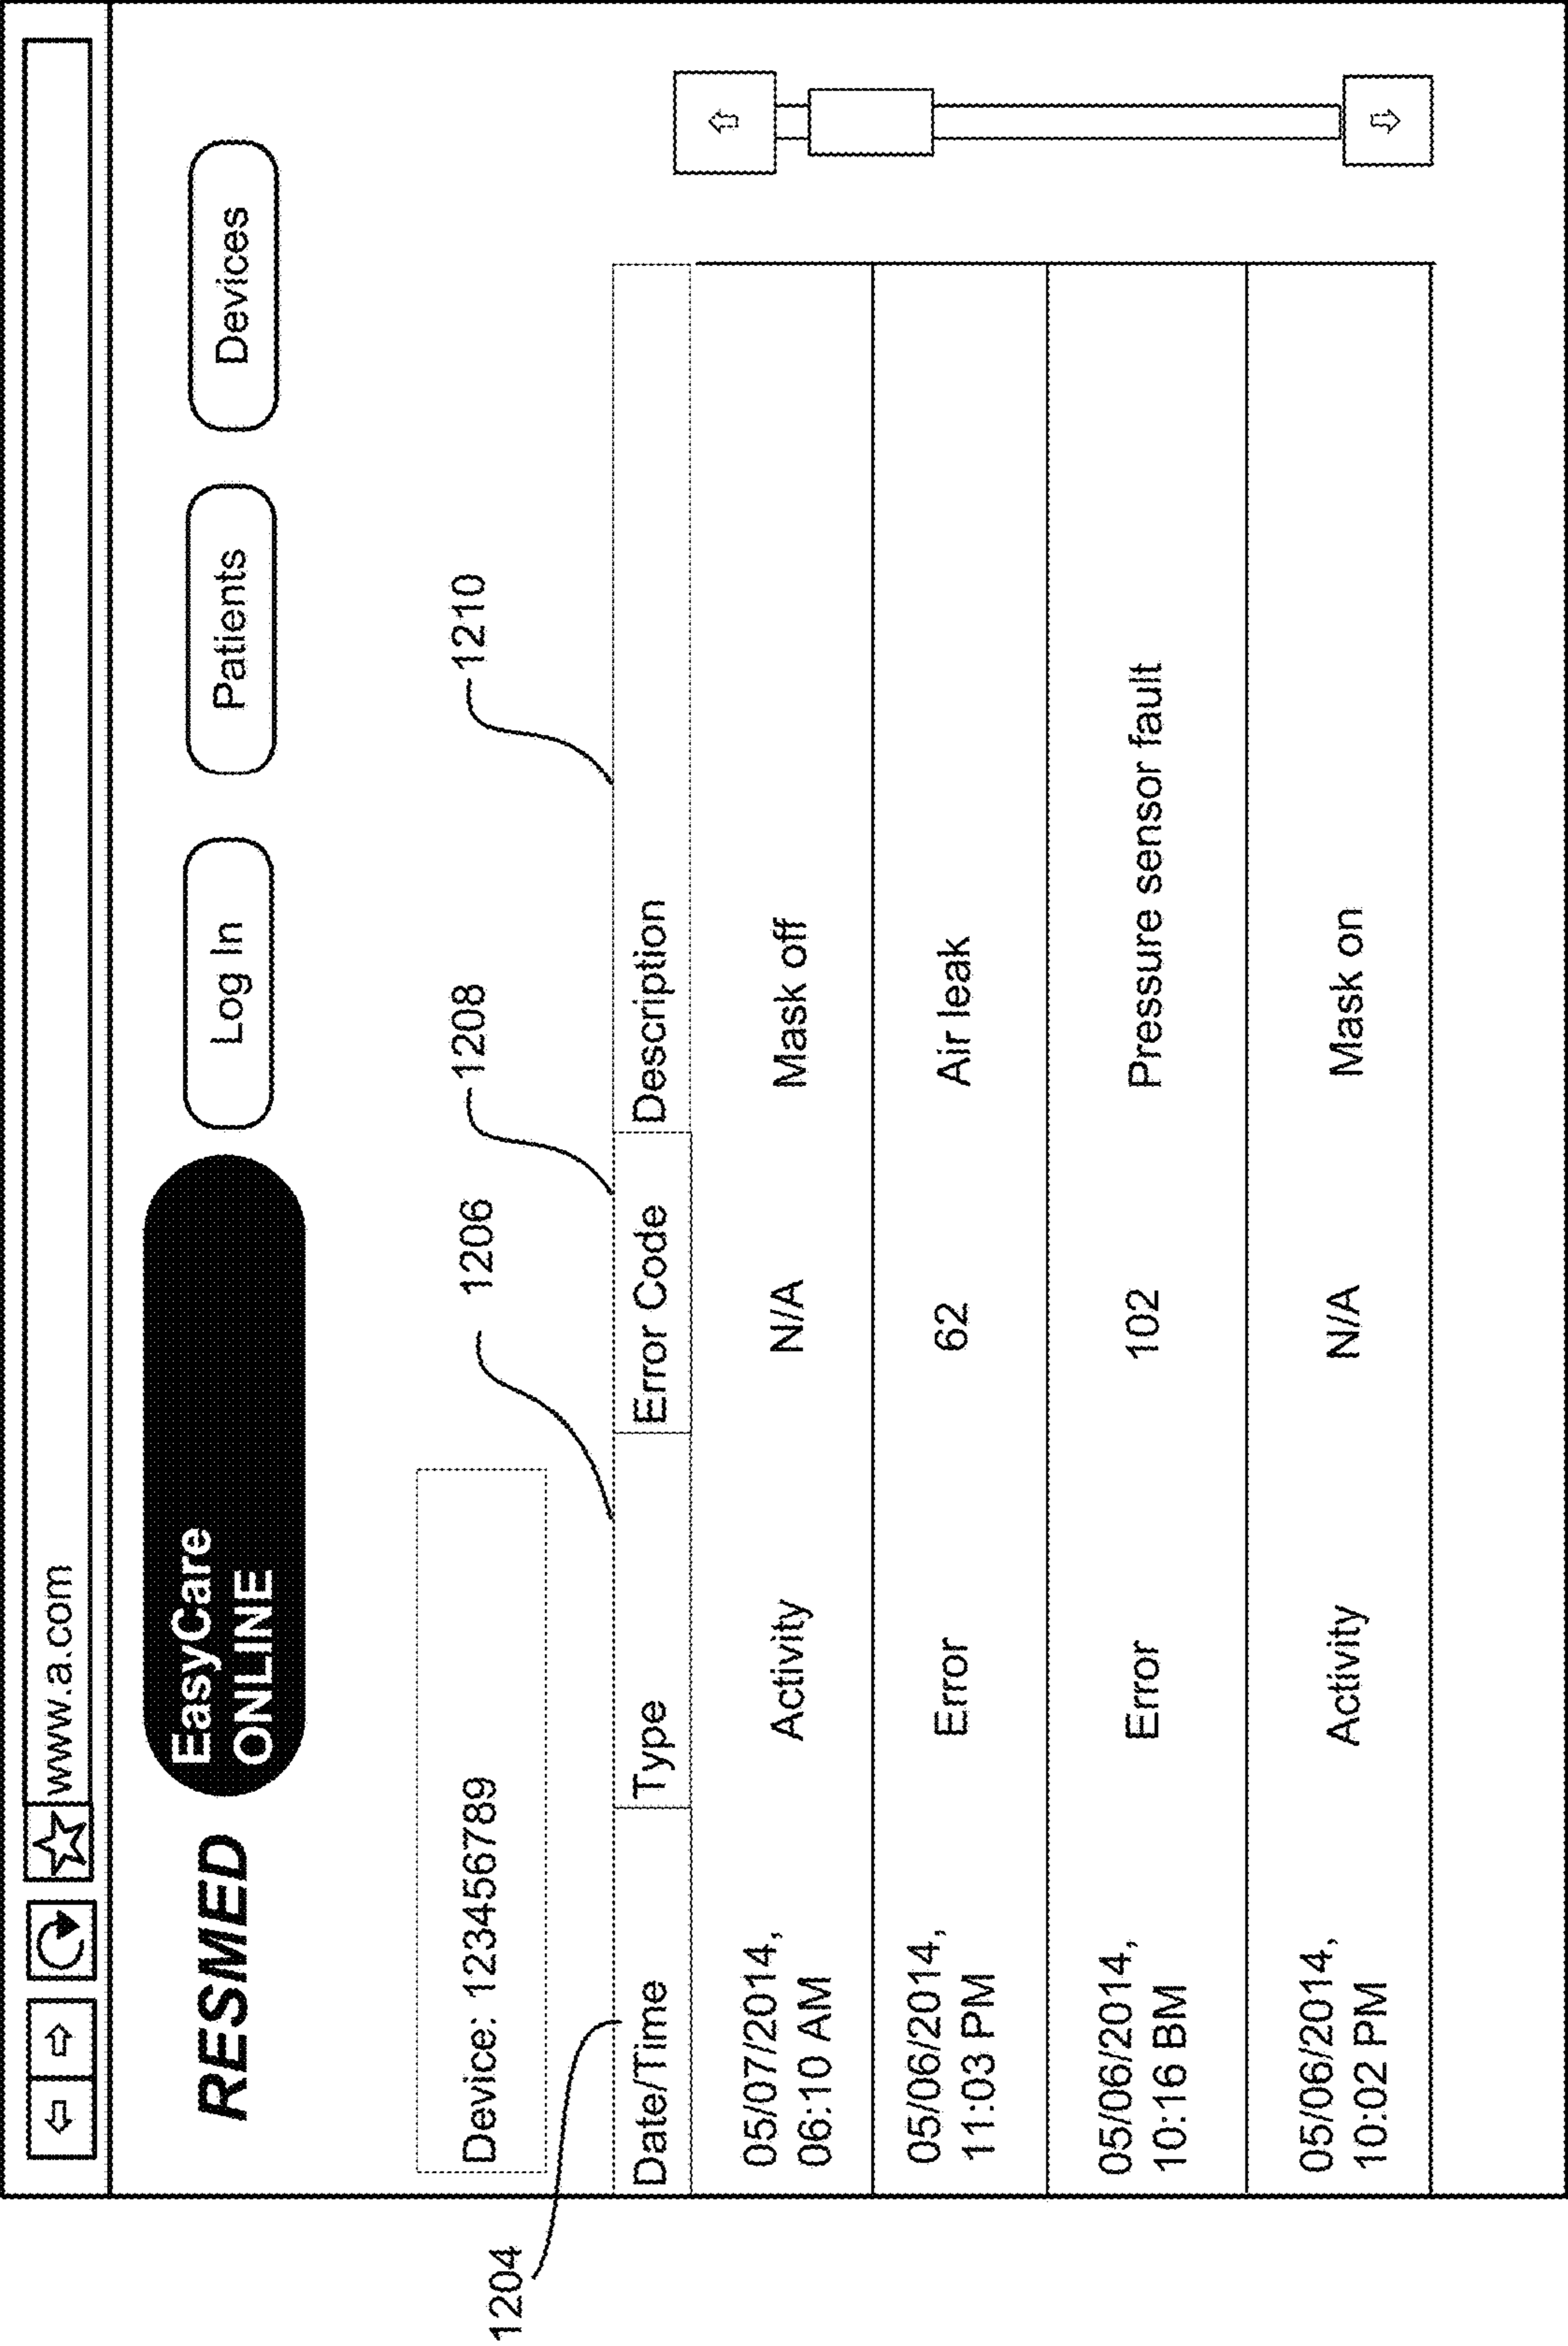 www.a.com
RESMED
EasyCare
ONLINE
Log In
Patients
Devices
Device: 123456789
1204
1206
1208
1210
Date/Time Type Error Code Description
05/07/2014,
06:10 AM Activity N/A Mask off
05/06/2014,
11:03 PM Error 62 Air leak
05/06/2014,
10:16 BM Error 102 Pressure sensor fault
05/06/2014,
10:02 PM Activity N/A Mask on